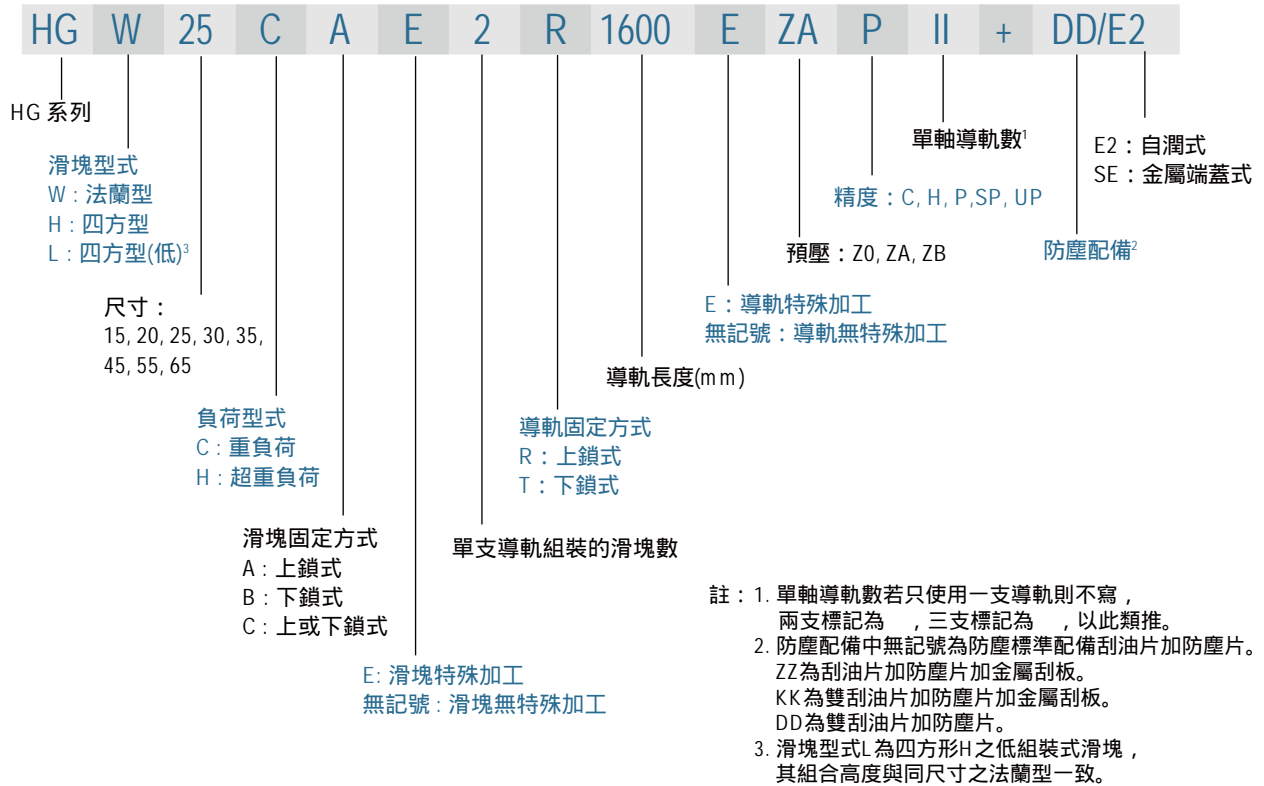 HG W 25 C A E 2 R 1600 E ZA P II + DD/E2
HG 系列
滑塊型式
W : 法蘭型
H : 四方型
L : 四方型(低)3
尺寸：
15, 20, 25, 30, 35,
45, 55, 65
負荷型式
C : 重負荷
H : 超重負荷
滑塊固定方式
A : 上鎖式
B : 下鎖式
C : 上或下鎖式
E: 滑塊特殊加工
無記號 : 滑塊無特殊加工
單支導軌組裝的滑塊數
導軌固定方式
R：上鎖式
T：下鎖式
導軌長度(mm)
E：導軌特殊加工
無記號：導軌無特殊加工
預壓：Z0, ZA, ZB
精度：C, H, P,SP, UP
單軸導軌數1
防塵配備2
E2：自潤式
SE：金屬端蓋式
註：1. 單軸導軌數若只使用一支導軌則不寫，
兩支標記為 ，三支標記為 ，以此類推。
2. 防塵配備中無記號為防塵標準配備刮油片加防塵片。
ZZ為刮油片加防塵片加金屬刮板。
KK為雙刮油片加防塵片加金屬刮板。
DD為雙刮油片加防塵片。
3. 滑塊型式L為四方形H之低組裝式滑塊，
其組合高度與同尺寸之法蘭型一致。